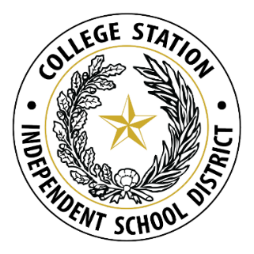 COLLEGE STATION
INDEPENDENT SCHOOL DISTRICT